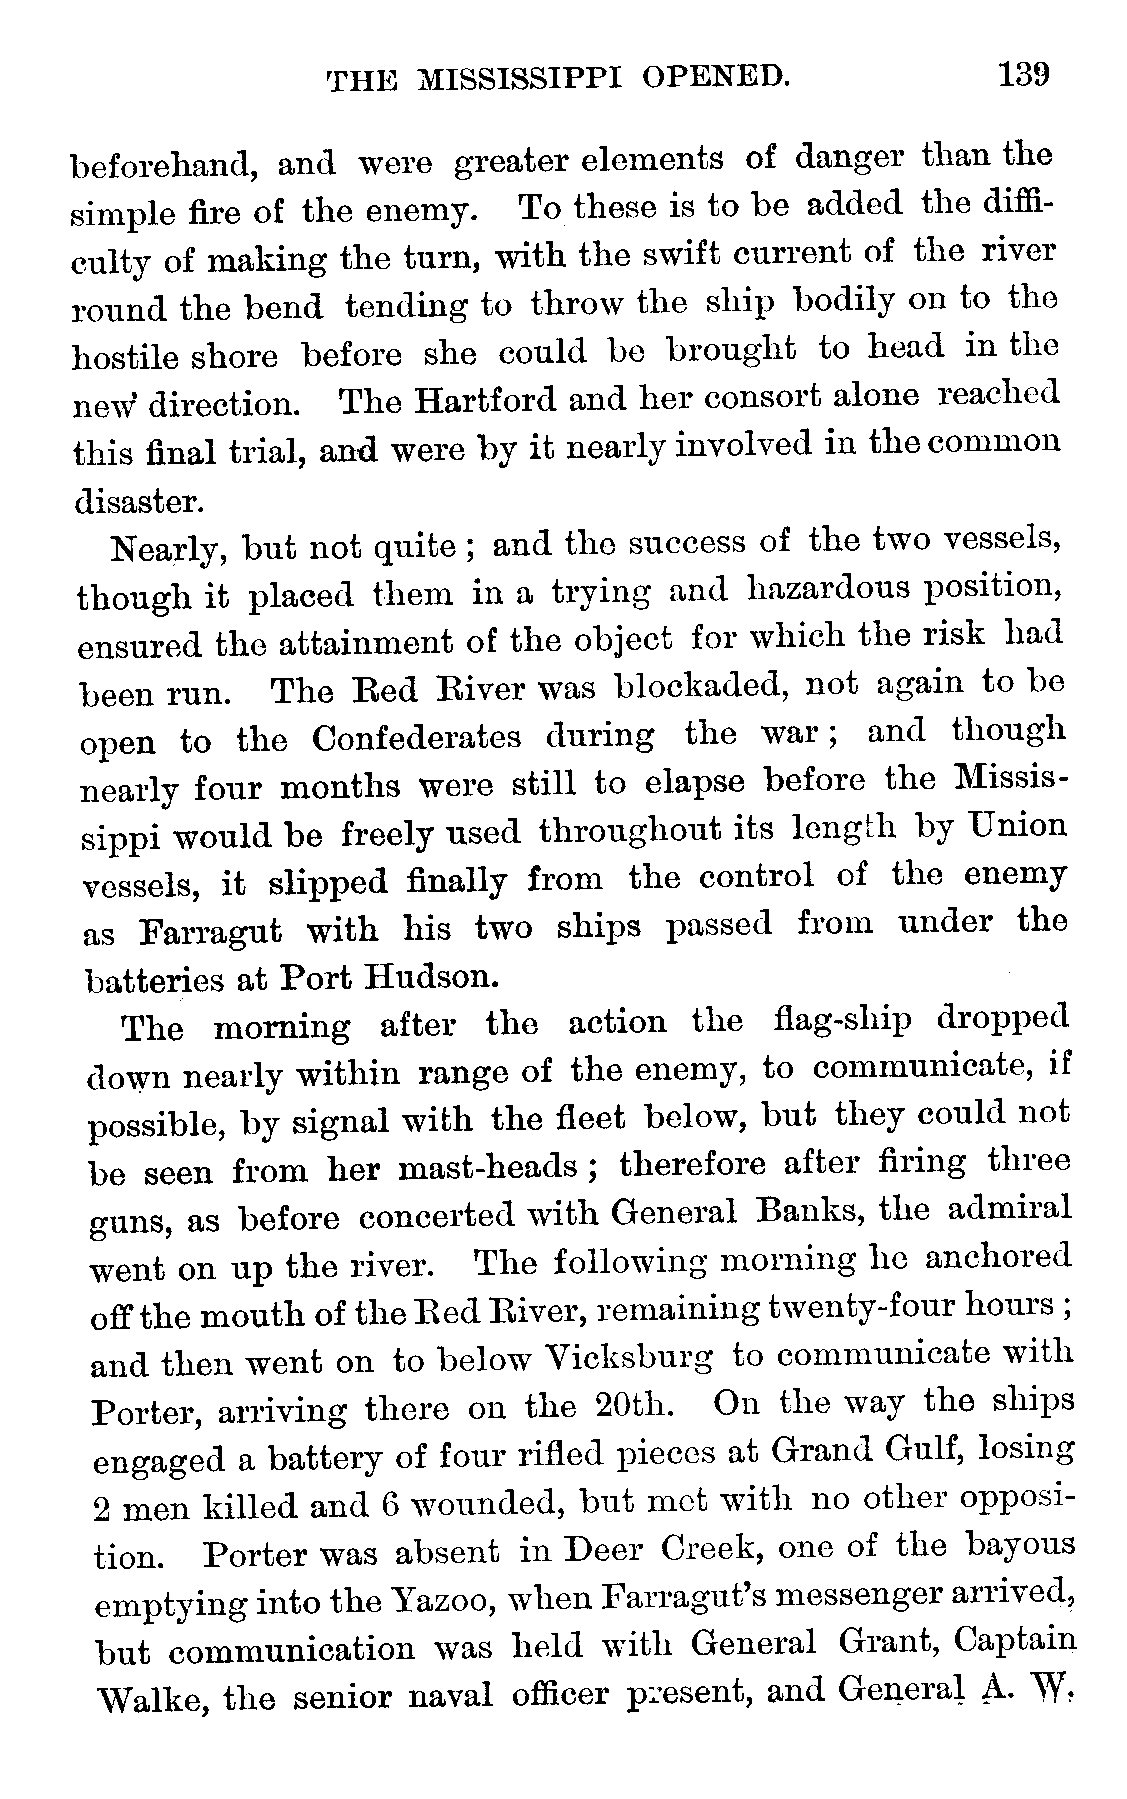 THE MISSISSIPPI OPENED. 139
beforehand, and were greater elements of danger than the
simple fire of the enemy. To these is to be added the diffi-
culty of making the turn, with the swift current of the river
round the bend tending to throw the ship bodily on to the
hostile shore before she could be brought to head in the
new direction. The Hartford and her consort alone reached
this final trial, and were by it nearly involved in the common
disaster.
Nearly, but not quite; and the success of the two vessels,
though it placed them in a trying and hazardous position,
ensured the attainment of the object for which the risk had
been run. The Red River was blockaded, not again to be
open to the Confederates during the war; and though
nearly four months were still to elapse before the Missis-
sippi would be freely used throughout its length by Union
vessels, it slipped finally from the control of the enemy
as Farragut with his two ships passed from under the
batteries at Port Hudson.
The morning after the action the flag-ship dropped
down nearly within range of the enemy, to communicate, if
possible, by signal with the fleet below, but they could not
be seen from her mast-heads; therefore after firing three
guns, as before concerted with General Banks, the admiral
went on up the river. The following morning he anchored
off the mouth of the Red River, remaining twenty-four hours;
and then went on to below Vicksburg to communicate with
Porter, arriving there on the 20th. On the way the ships
engaged a battery of four rifled pieces at Grand Gulf, losing
2 men killed and 6 wounded, but met with no other opposi-
tion. Porter was absent in Deer Creek, one of the bayous
emptying into the Yazoo, when Farragut's messenger arrived,
but communication was held with General Grant, Captain
Walke, the senior naval officer present, and General A. W.